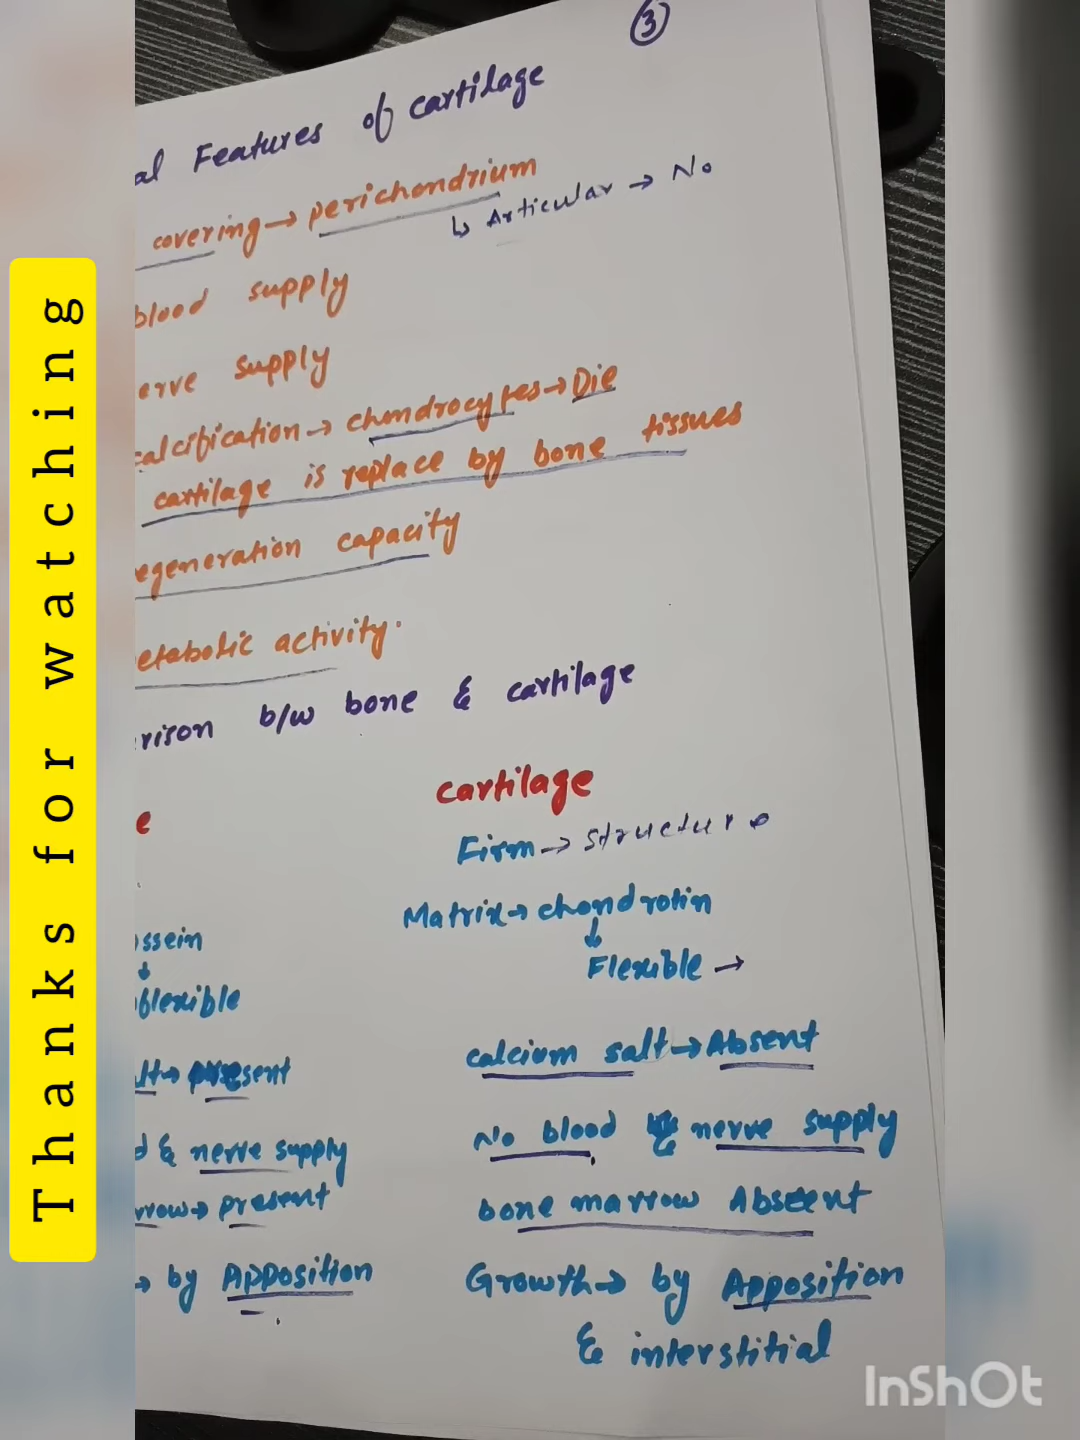 Thanks for watching
3
al Features of cartilage
covering → perichondrium
↳ Articular → No
blood supply
erve supply
calcification → chondrocytes → Die
cartilage is replace by bone tissues
egeneration capacity
etabolic activity.
rison b/w bone & cartilage
e cartilage
Firm → structure
Matrix → chondrotin
ssein ↓
↓ Flexible →
flexible
calcium salt → Absent
lt → present
No blood & nerve supply
d & nerve supply
bone marrow Absent
rrow → present
Growth → by Apposition
→ by Apposition
& interstitial
InShOt